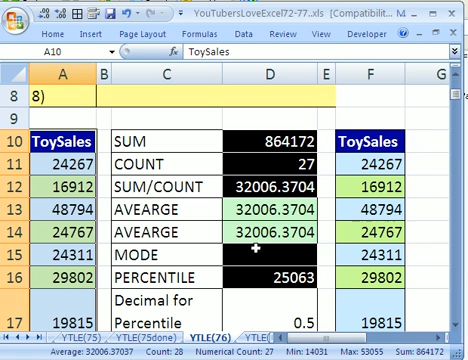 YouTubersLoveExcel72-77..xls [Compatibilit...
Home Insert Page Layout Formulas Data Review View Developer
A10 ToySales
A B C D E F G
8 8)
9
10 ToySales SUM 864172 ToySales
11 24267 COUNT 27 24267
12 16912 SUM/COUNT 32006.3704 16912
13 48794 AVEARGE 32006.3704 48794
14 24767 AVEARGE 32006.3704 24767
15 24311 MODE 24311
16 29802 PERCENTILE 25063 29802
Decimal for
17 19815 Percentile 0.5 19815
YTLE(75) YTLE(75done) YTLE(76) YTLE(
Average: 32006.37037 Count: 28 Numerical Count: 27 Min: 14031 Max: 53055 Sum: 864172